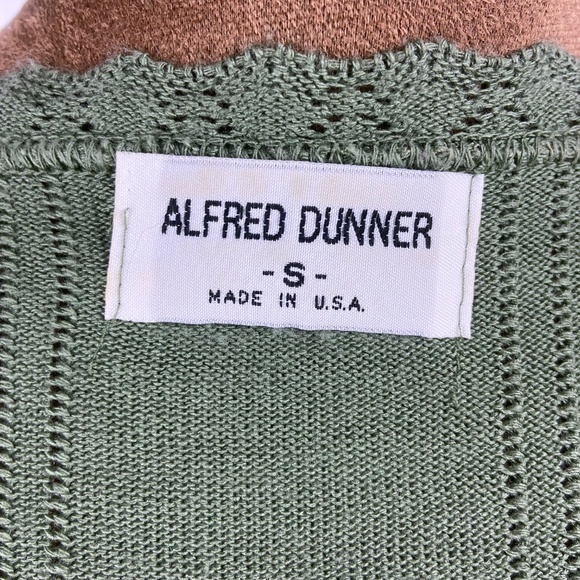 ALFRED DUNNER
- S -
MADE IN U.S.A.